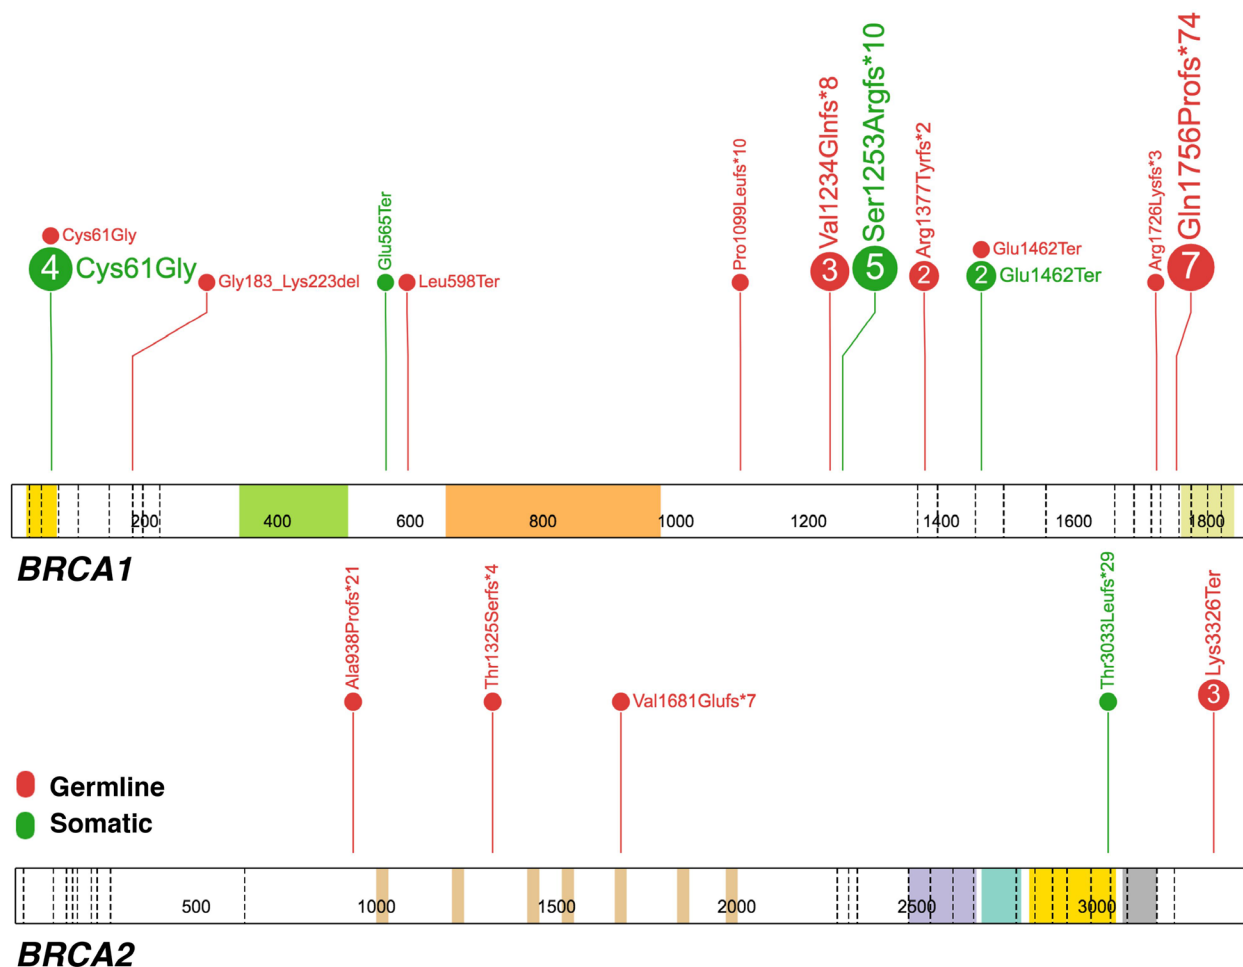 Cys61Gly
4 Cys61Gly
Gly183_Lys223del
Glu565Ter
Leu598Ter
Pro1099Leufs*10
3 Val1234Glnfs*8
5 Ser1253Argfs*10
2 Arg1377Tyrfs*2
Glu1462Ter
2 Glu1462Ter
Arg1726Lysfs*3
7 Gln1756Profs*74
200 400 600 800 1000 1200 1400 1600 1800
BRCA1
Ala938Profs*21
Thr1325Serfs*4
Val1681Glufs*7
Thr3033Leufs*29
3 Lys3326Ter
Germline
Somatic
500 1000 1500 2000 2500 3000
BRCA2